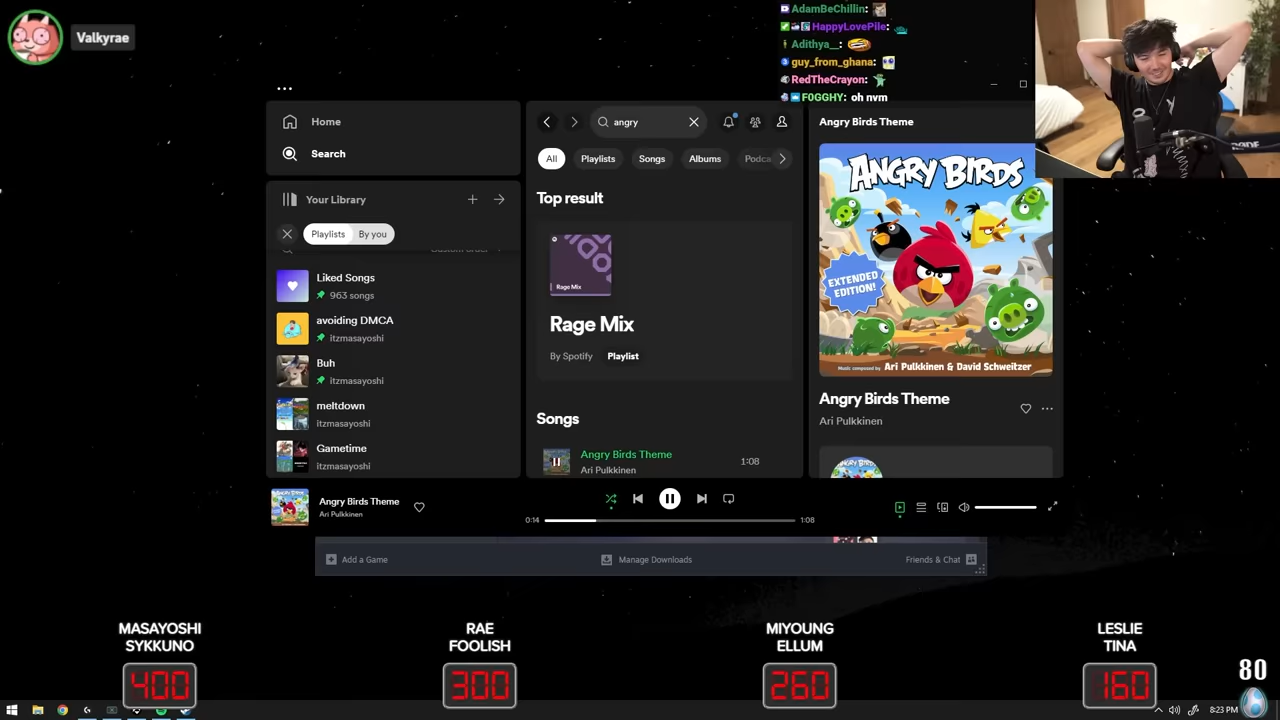 Valkyrae
AdamBeChillin:
HappyLovePile:
Adithya__:
guy_from_ghana:
RedTheCrayon:
F0GGHY: oh nvm
Home
Search
Your Library
Playlists
By you
Liked Songs
963 songs
avoiding DMCA
itzmasayoshi
Buh
itzmasayoshi
meltdown
itzmasayoshi
Gametime
itzmasayoshi
angry
All
Playlists
Songs
Albums
Podca
Top result
Rage Mix
Rage Mix
By Spotify
Playlist
Songs
Angry Birds Theme
Ari Pulkkinen
1:08
Angry Birds Theme
ANGRY BIRDS
EXTENDED
EDITION!
Music composed by Ari Pulkkinen & David Schweitzer
Angry Birds Theme
Ari Pulkkinen
Angry Birds Theme
Ari Pulkkinen
0:14
1:08
Add a Game
Manage Downloads
Friends & Chat
MASAYOSHI
SYKKUNO
400
RAE
FOOLISH
300
MIYOUNG
ELLUM
260
LESLIE
TINA
160
80
8:23 PM